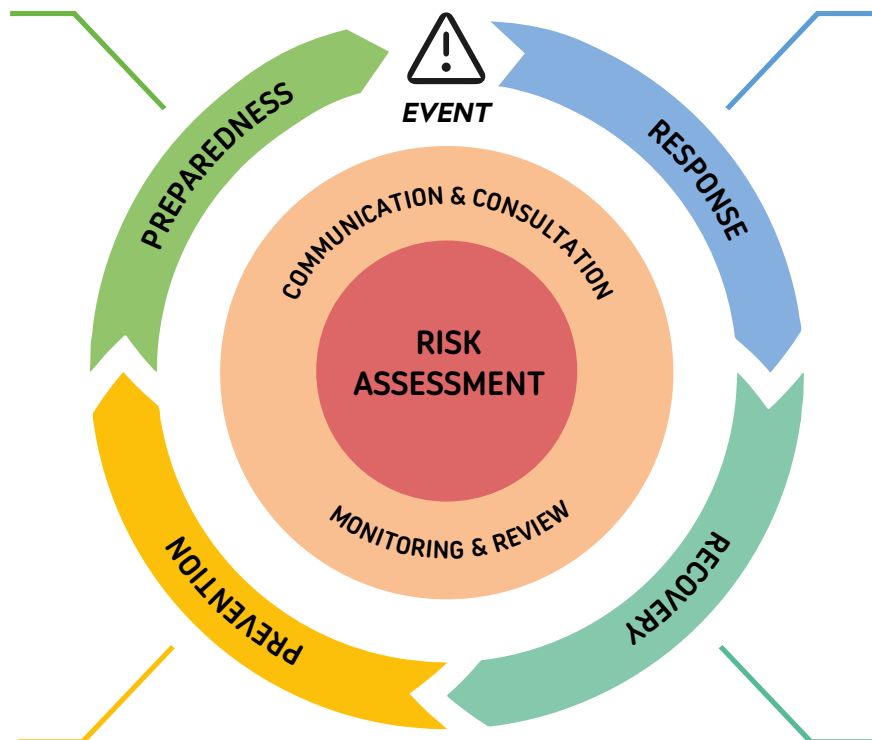 EVENT
PREPAREDNESS
RESPONSE
COMMUNICATION & CONSULTATION
RISK
ASSESSMENT
MONITORING & REVIEW
PREVENTION
RECOVERY